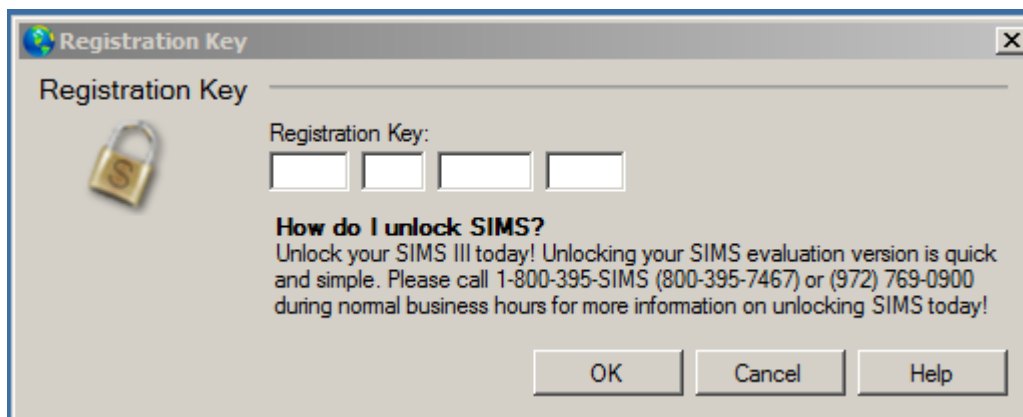 Registration Key
Registration Key
Registration Key:
S
How do I unlock SIMS?
Unlock your SIMS III today! Unlocking your SIMS evaluation version is quick
and simple. Please call 1-800-395-SIMS (800-395-7467) or (972) 769-0900
during normal business hours for more information on unlocking SIMS today!
OK Cancel Help